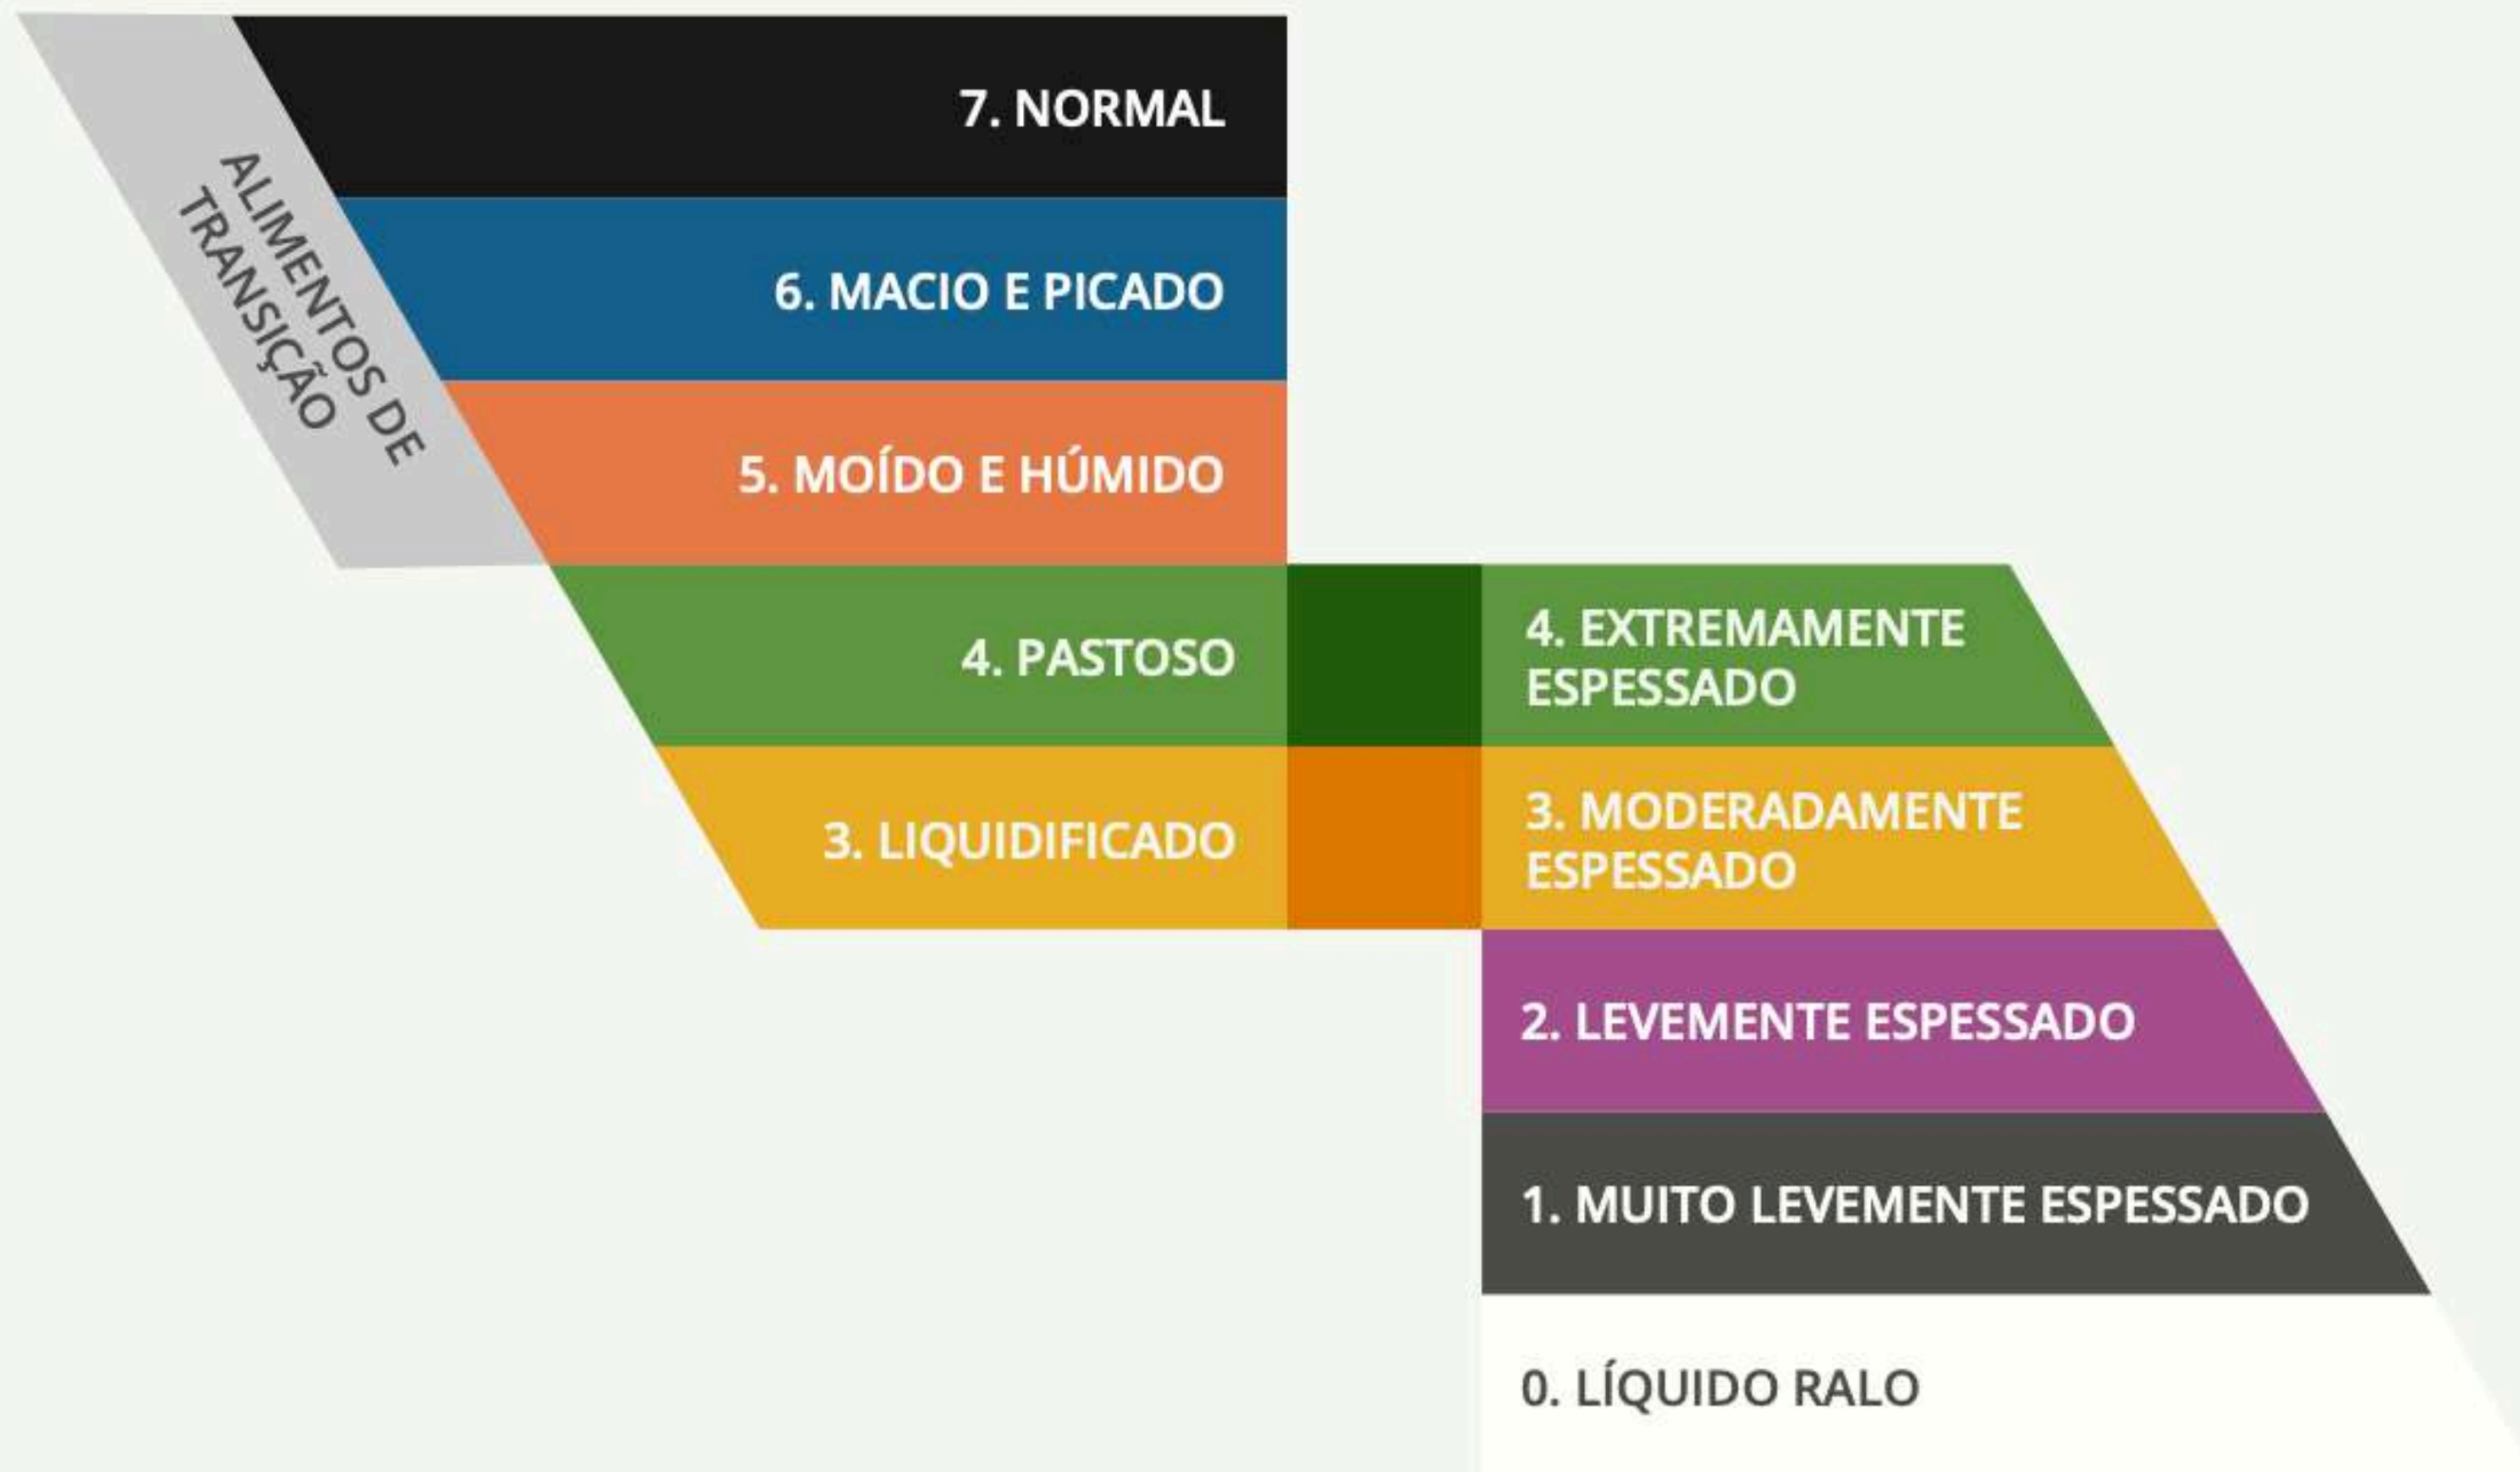 ALIMENTOS DE
TRANSIÇÃO
7. NORMAL
6. MACIO E PICADO
5. MOÍDO E HÚMIDO
4. PASTOSO
3. LIQUIDIFICADO
4. EXTREMAMENTE
ESPESSADO
3. MODERADAMENTE
ESPESSADO
2. LEVEMENTE ESPESSADO
1. MUITO LEVEMENTE ESPESSADO
0. LÍQUIDO RALO